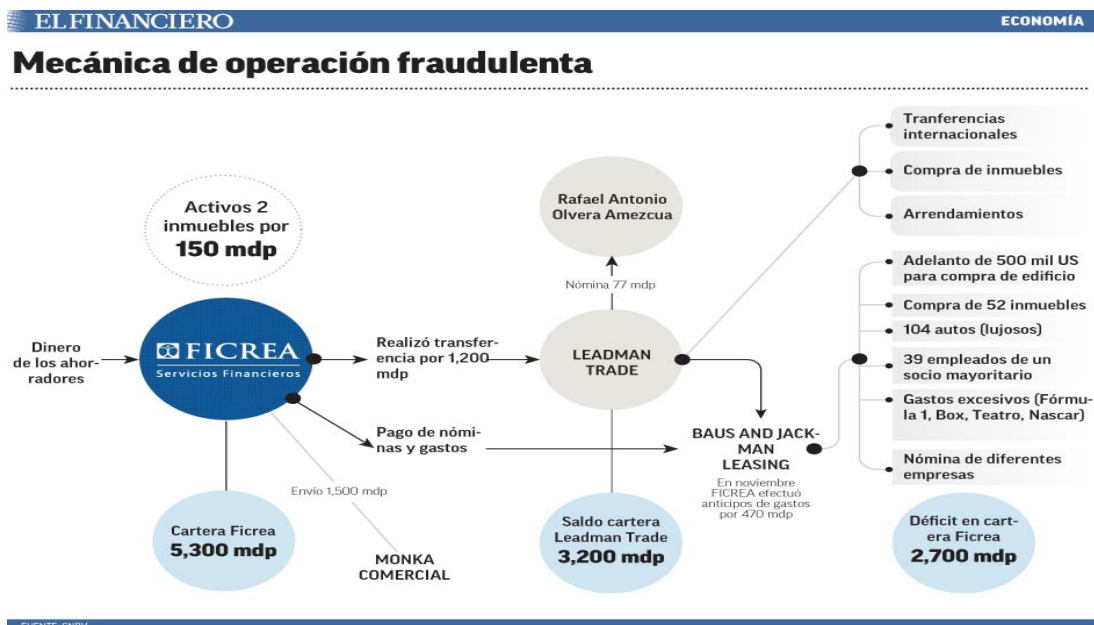 EL FINANCIERO
ECONOMÍA
Mecánica de operación fraudulenta
Activos 2
inmuebles por
150 mdp
Dinero
de los ahor-
radores
FICREA
Servicios Financieros
Realizó transfer-
encia por 1,200
mdp
Pago de nómi-
nas y gastos
Envío 1,500 mdp
Cartera Ficrea
5,300 mdp
MONKA
COMERCIAL
Rafael Antonio
Olvera Amezcua
Nómina 77 mdp
LEADMAN
TRADE
Saldo cartera
Leadman Trade
3,200 mdp
BAUS AND JACK-
MAN
LEASING
En noviembre
FICREA efectuó
anticipos de gastos
por 470 mdp
Tranferencias
internacionales
Compra de inmuebles
Arrendamientos
Adelanto de 500 mil US
para compra de edificio
Compra de 52 inmuebles
104 autos (lujosos)
39 empleados de un
socio mayoritario
Gastos excesivos (Fórmu-
la 1, Box, Teatro, Nascar)
Nómina de diferentes
empresas
Déficit en cart-
era Ficrea
2,700 mdp